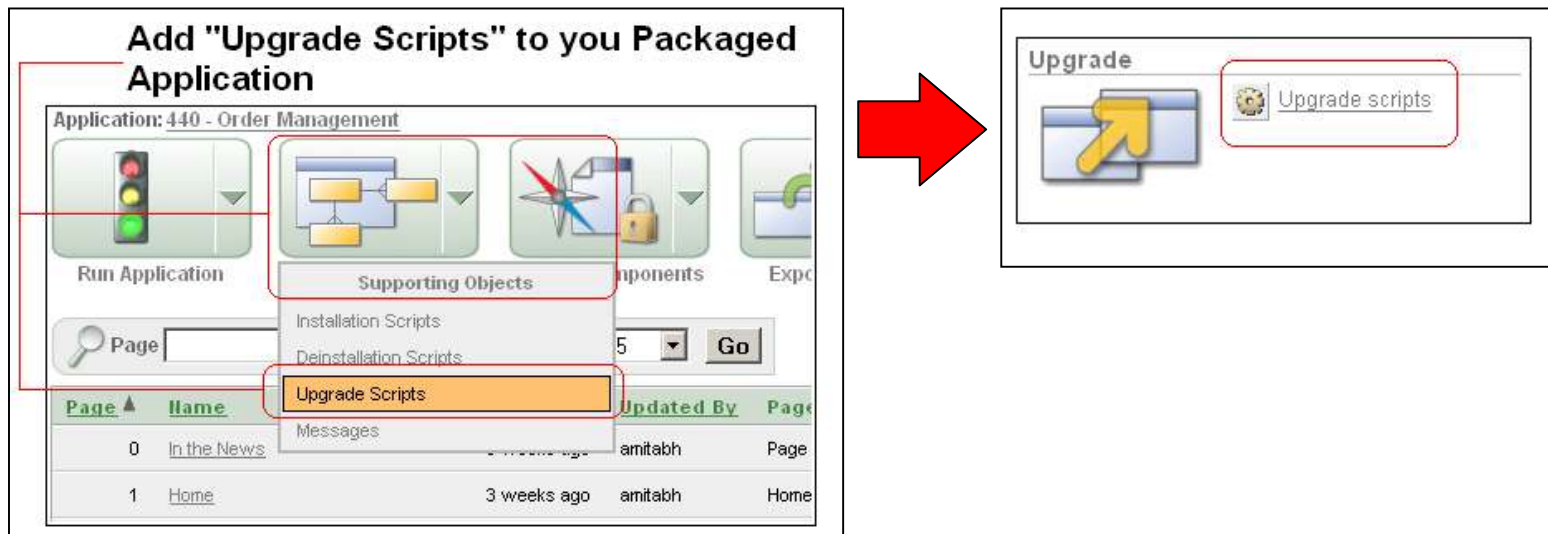 Add "Upgrade Scripts" to you Packaged
Application
Application: 440 - Order Management
Run Application
Supporting Objects
Installation Scripts
Deinstallation Scripts
Upgrade Scripts
Messages
Page
5
Go
Page Name Updated By Page
0 In the News amitabh Page
1 Home 3 weeks ago amitabh Home
Upgrade
Upgrade scripts